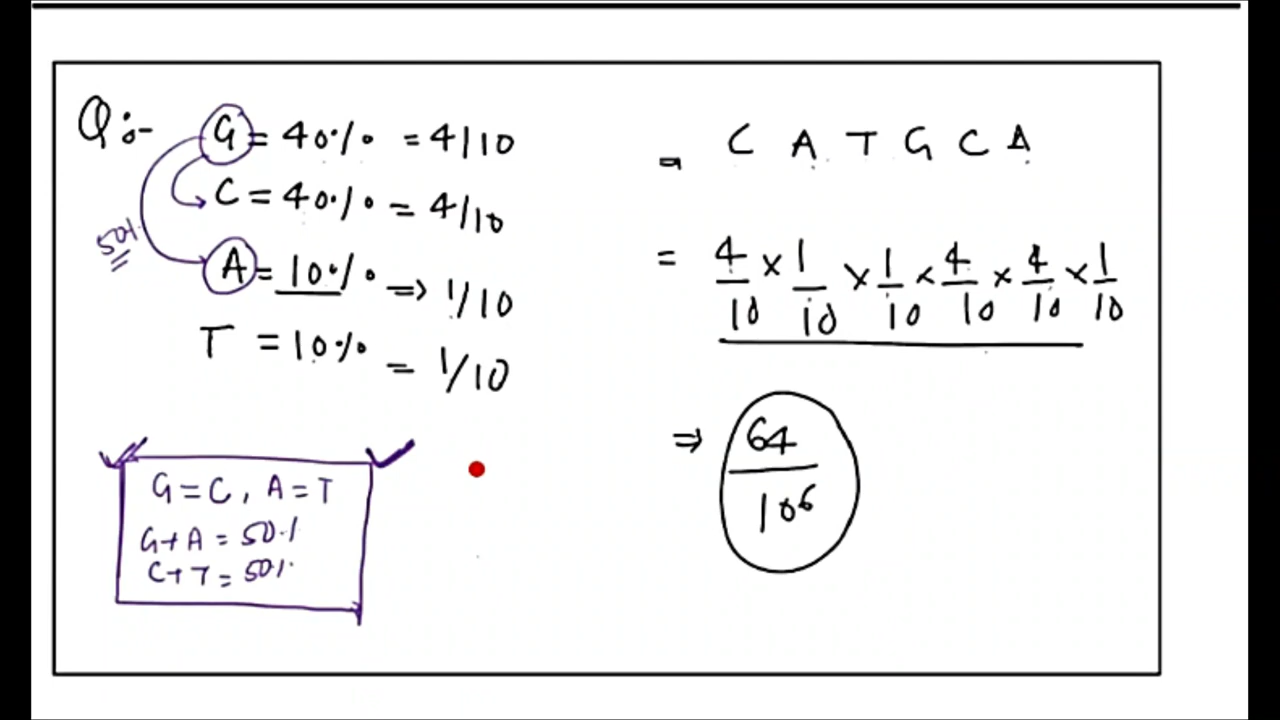 Q:- G = 40% = 4/10
C = 40% = 4/10
50%
A = 10% => 1/10
T = 10% = 1/10
G = C, A = T
G + A = 50%
C + T = 50%
= C A T G C A
= 4/10 × 1/10 × 1/10 × 4/10 × 4/10 × 1/10
⇒ 64/10⁶